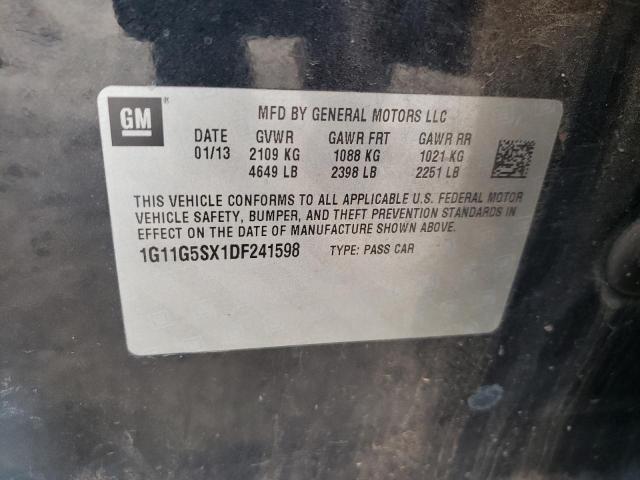 GM ® MFD BY GENERAL MOTORS LLC
DATE GVWR GAWR FRT GAWR RR
01/13 2109 KG 1088 KG 1021 KG
4649 LB 2398 LB 2251 LB
THIS VEHICLE CONFORMS TO ALL APPLICABLE U.S. FEDERAL MOTOR
VEHICLE SAFETY, BUMPER, AND THEFT PREVENTION STANDARDS IN
EFFECT ON THE DATE OF MANUFACTURE SHOWN ABOVE.
1G11G5SX1DF241598 TYPE: PASS CAR